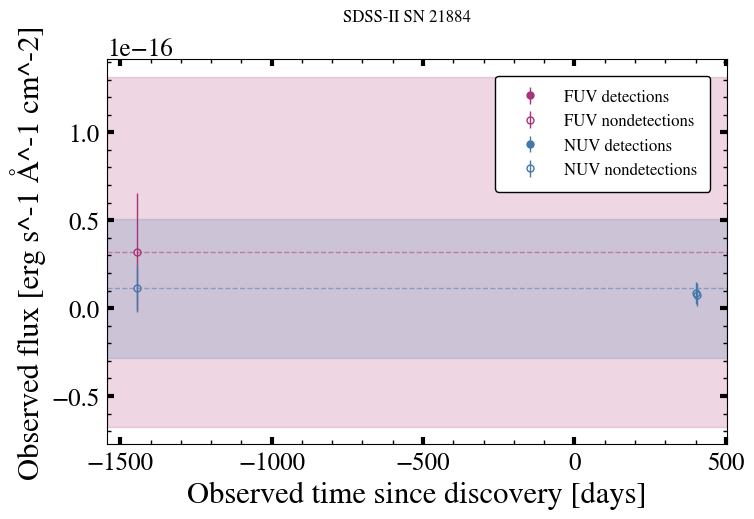 SDSS-II SN 21884
1e−16
Observed flux [erg s^-1 Å^-1 cm^-2]
1.0
0.5
0.0
−0.5
FUV detections
FUV nondetections
NUV detections
NUV nondetections
−1500 −1000 −500 0 500
Observed time since discovery [days]